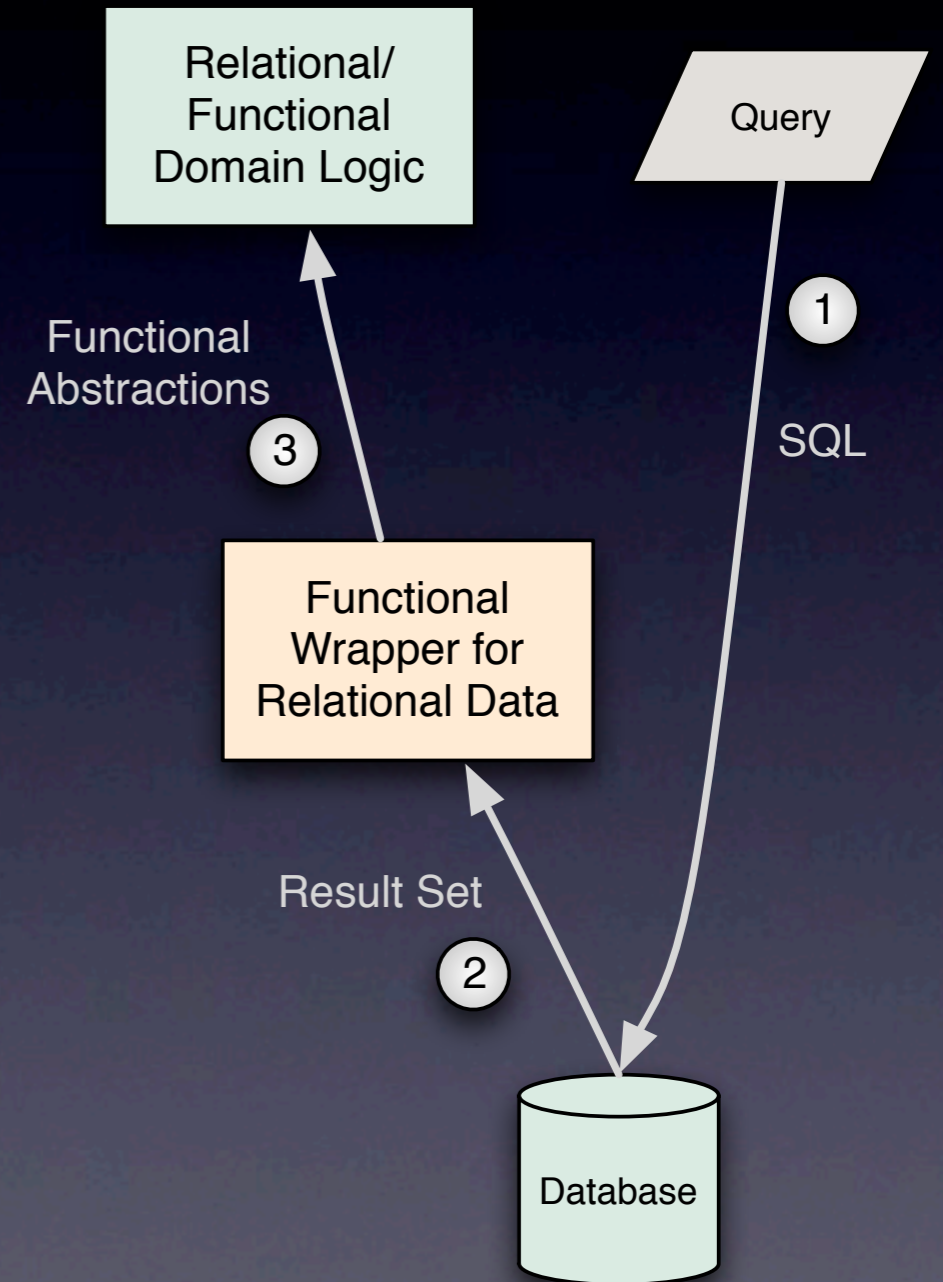 Relational/
Functional
Domain Logic
Query
1
SQL
Functional
Abstractions
3
Functional
Wrapper for
Relational Data
Result Set
2
Database